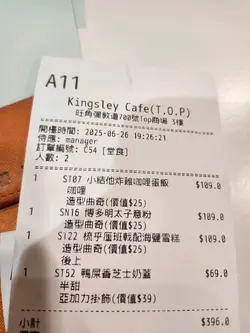 A11
Kingsley Cafe(T.O.P)
旺角彌敦道700號Top商場 3樓
開檯時間: 2025-06-26 19:26:21
侍應: manager
訂單編號: C54 [堂食]
人數: 2
1 ST07 小結他炸雞咖喱蛋飯 $109.0
咖喱
造型曲奇(價值$25)
1 SN16 博多明太子意粉 $109.0
造型曲奇(價值$25)
1 St22 梳乎厘班戟配海鹽雪糕 $109.0
造型曲奇(價值$25)
後上
1 ST52 鴨屎香芝士奶蓋 $69.0
半甜
亞加力掛飾(價值$39)
小計 $396.0